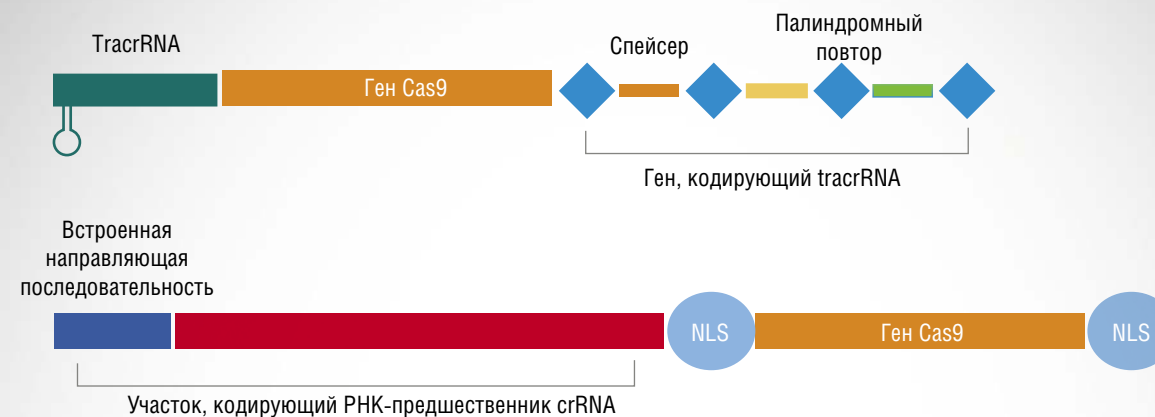 TracrRNA
Ген Cas9
Спейсер
Палиндромный
повтор
Ген, кодирующий tracrRNA
Встроенная
направляющая
последовательность
NLS
Ген Cas9
NLS
Участок, кодирующий РНК-предшественник crRNA